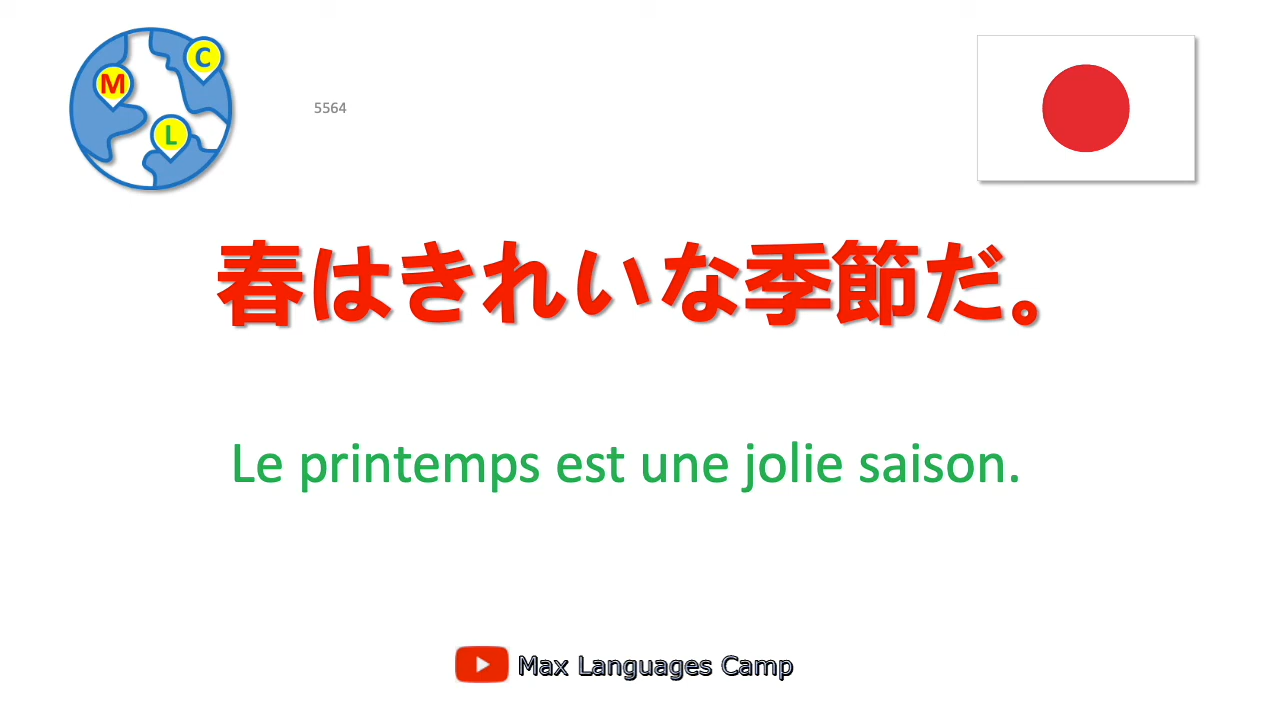 C
M
L
5564
春はきれいな季節だ。
Le printemps est une jolie saison.
Max Languages Camp